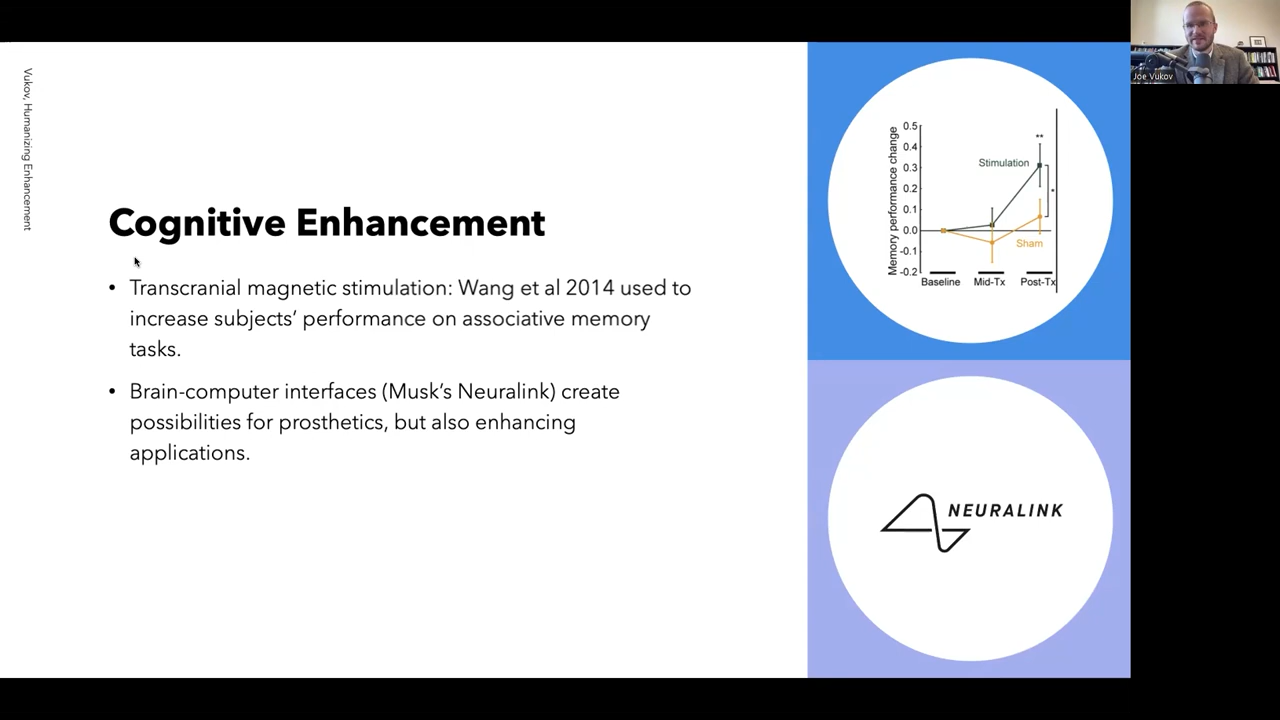 Vukov, Humanizing Enhancement
Cognitive Enhancement
• Transcranial magnetic stimulation: Wang et al 2014 used to
increase subjects’ performance on associative memory
tasks.
• Brain-computer interfaces (Musk’s Neuralink) create
possibilities for prosthetics, but also enhancing
applications.
Memory performance change
0.5
0.4
0.3
0.2
0.1
0.0
-0.1
-0.2
**
Stimulation
*
Sham
Baseline Mid-Tx Post-Tx
NEURALINK
Joe Vukov